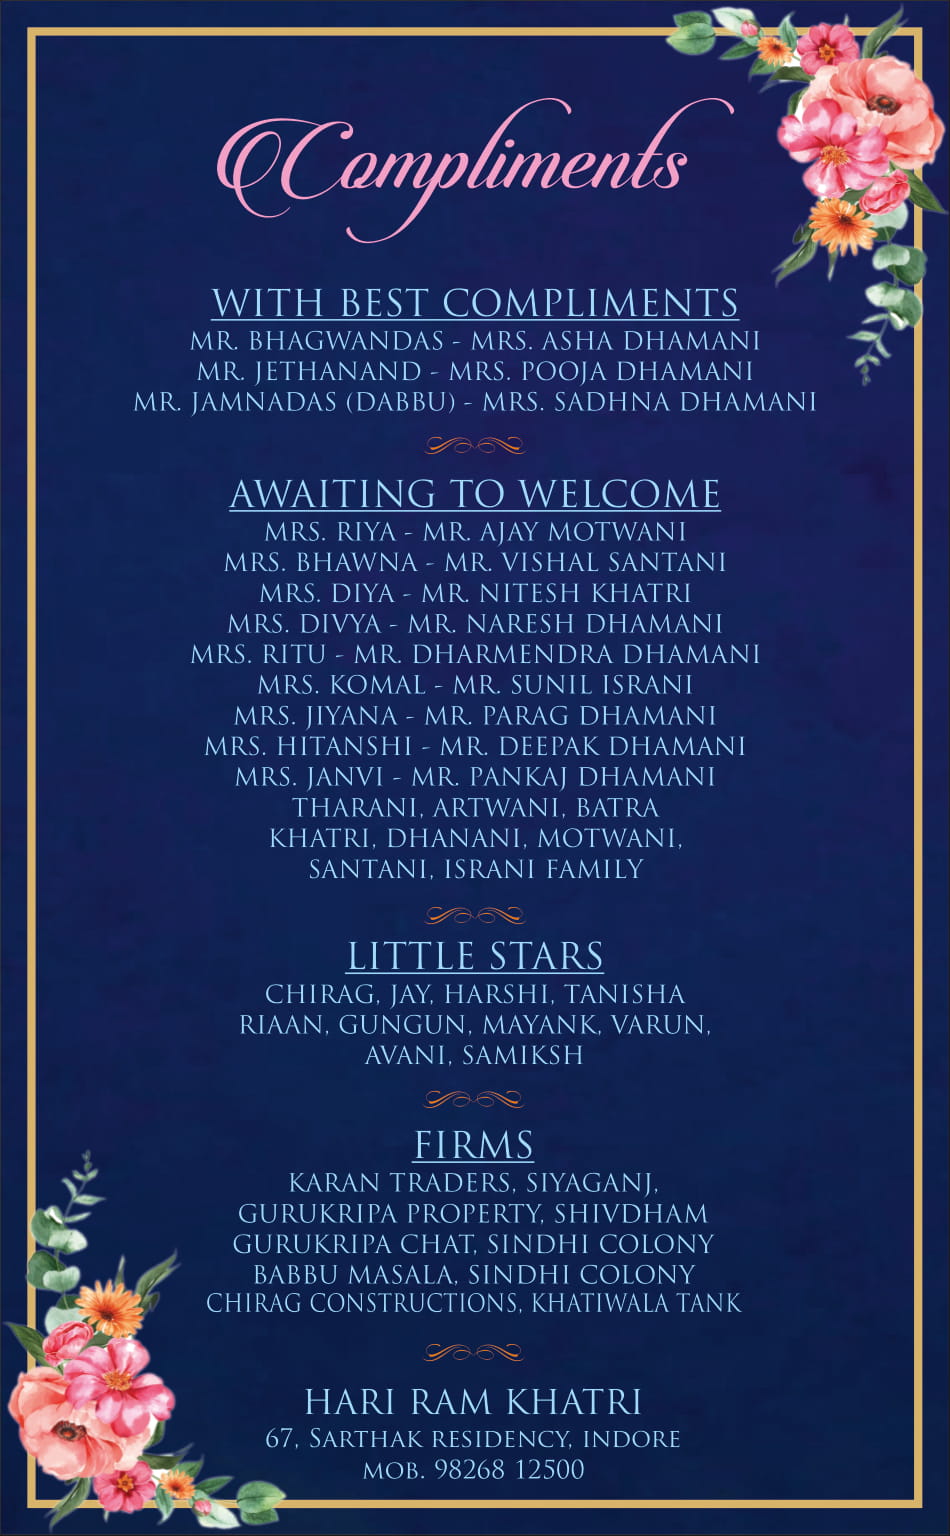 Compliments
WITH BEST COMPLIMENTS
MR. BHAGWANDAS - MRS. ASHA DHAMANI
MR. JETHANAND - MRS. POOJA DHAMANI
MR. JAMNADAS (DABBU) - MRS. SADHNA DHAMANI
AWAITING TO WELCOME
MRS. RIYA - MR. AJAY MOTWANI
MRS. BHAWNA - MR. VISHAL SANTANI
MRS. DIYA - MR. NITESH KHATRI
MRS. DIVYA - MR. NARESH DHAMANI
MRS. RITU - MR. DHARMENDRA DHAMANI
MRS. KOMAL - MR. SUNIL ISRANI
MRS. JIYANA - MR. PARAG DHAMANI
MRS. HITANSHI - MR. DEEPAK DHAMANI
MRS. JANVI - MR. PANKAJ DHAMANI
THARANI, ARTWANI, BATRA
KHATRI, DHANANI, MOTWANI,
SANTANI, ISRANI FAMILY
LITTLE STARS
CHIRAG, JAY, HARSHI, TANISHA
RIAAN, GUNGUN, MAYANK, VARUN,
AVANI, SAMIKSH
FIRMS
KARAN TRADERS, SIYAGANJ,
GURUKRIPA PROPERTY, SHIVDHAM
GURUKRIPA CHAT, SINDHI COLONY
BABBU MASALA, SINDHI COLONY
CHIRAG CONSTRUCTIONS, KHATIWALA TANK
HARI RAM KHATRI
67, SARTHAK RESIDENCY, INDORE
MOB. 98268 12500